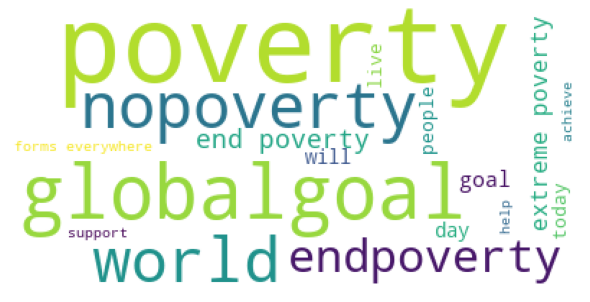 poverty
live
nopoverty
people
extreme poverty
achieve
end poverty
forms everywhere
will
globalgoal
goal
help
today
support
day
world
endpoverty